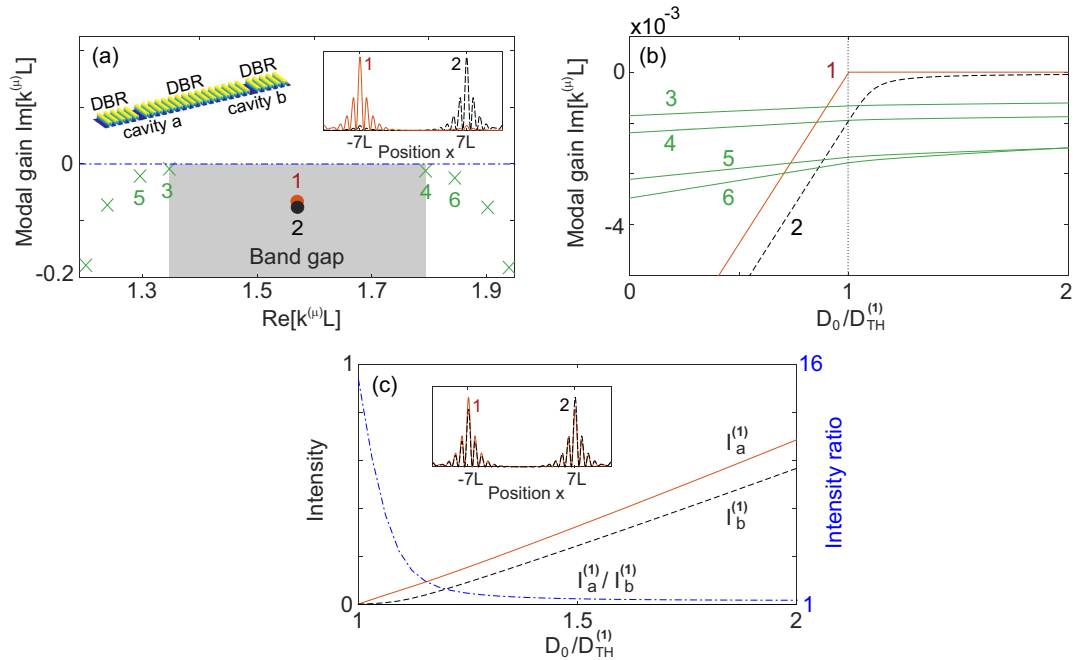 (a)
DBR
DBR
DBR
cavity a
cavity b
1
2
-7L
7L
Position x
Modal gain Im[k^(μ)L]
0
-0.2
5
3
1
2
4
6
Band gap
1.3
1.5
1.7
1.9
Re[k^(μ)L]
x10^-3
(b)
Modal gain Im[k^(μ)L]
0
-4
1
3
4
5
6
2
0
1
2
D_0/D_TH^(1)
(c)
1
0
Intensity
1
2
-7L
7L
Position x
I_a^(1)
I_b^(1)
I_a^(1) / I_b^(1)
16
1
Intensity ratio
1
1.5
2
D_0/D_TH^(1)